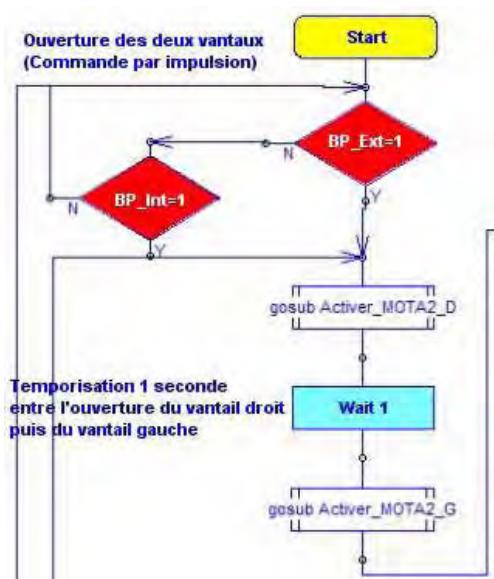 Ouverture des deux vantaux
(Commande par impulsion)
Start
BP_Ext=1
N
Y
BP_Int=1
N
Y
gosub Activer_MOTA2_D
Temporisation 1 seconde
entre l'ouverture du vantail droit
puis du vantail gauche
Wait 1
gosub Activer_MOTA2_G